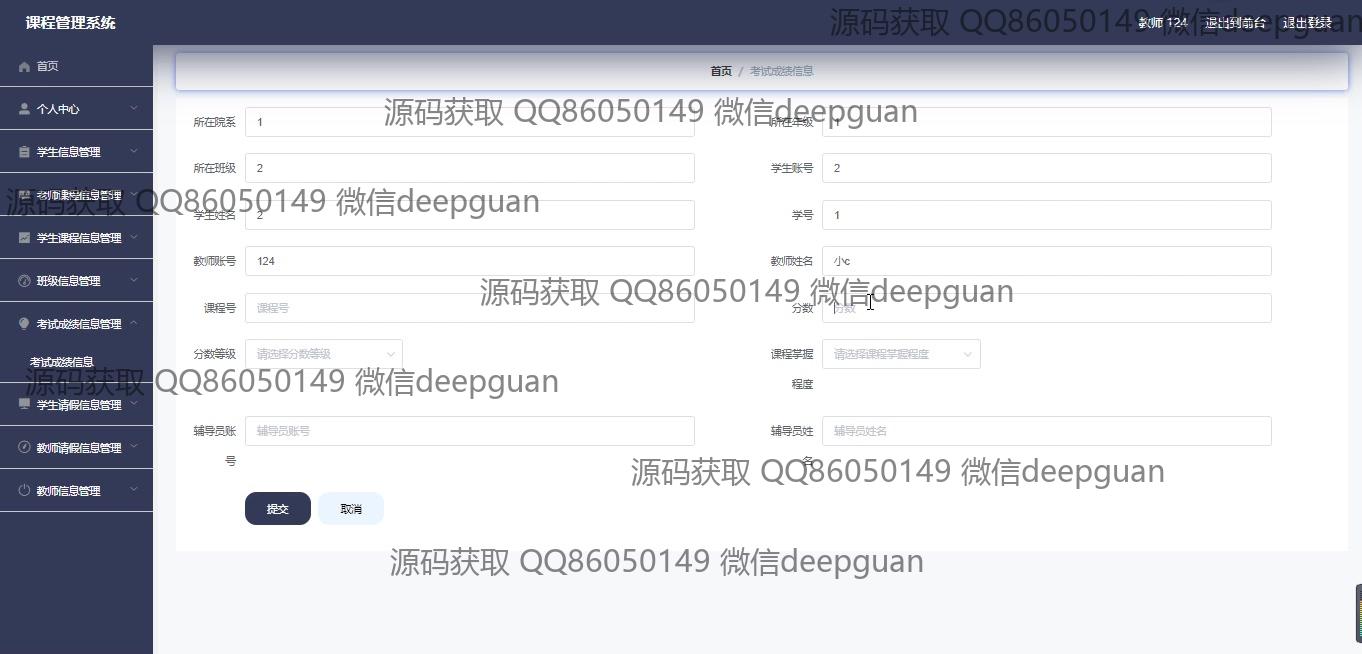 课程管理系统
教师 124 退出到前台 退出登录
源码获取 QQ86050149 微信deepguan
首页
首页 / 考试成绩信息
个人中心
源码获取 QQ86050149 微信deepguan
所在院系 1
所在年级 1
学生信息管理
所在班级 2
学生账号 2
教师课程信息管理
源码获取 QQ86050149 微信deepguan
学生姓名 2
学号 1
学生课程信息管理
教师账号 124
教师姓名 小c
班级信息管理
源码获取 QQ86050149 微信deepguan
课程号 课程号
分数 分数
考试成绩信息管理
分数等级 请选择分数等级
课程掌握程度 请选择课程掌握程度
考试成绩信息
源码获取 QQ86050149 微信deepguan
学生请假信息管理
辅导员账号 辅导员账号
辅导员姓名 辅导员姓名
教师请假信息管理
源码获取 QQ86050149 微信deepguan
教师信息管理
提交 取消
源码获取 QQ86050149 微信deepguan